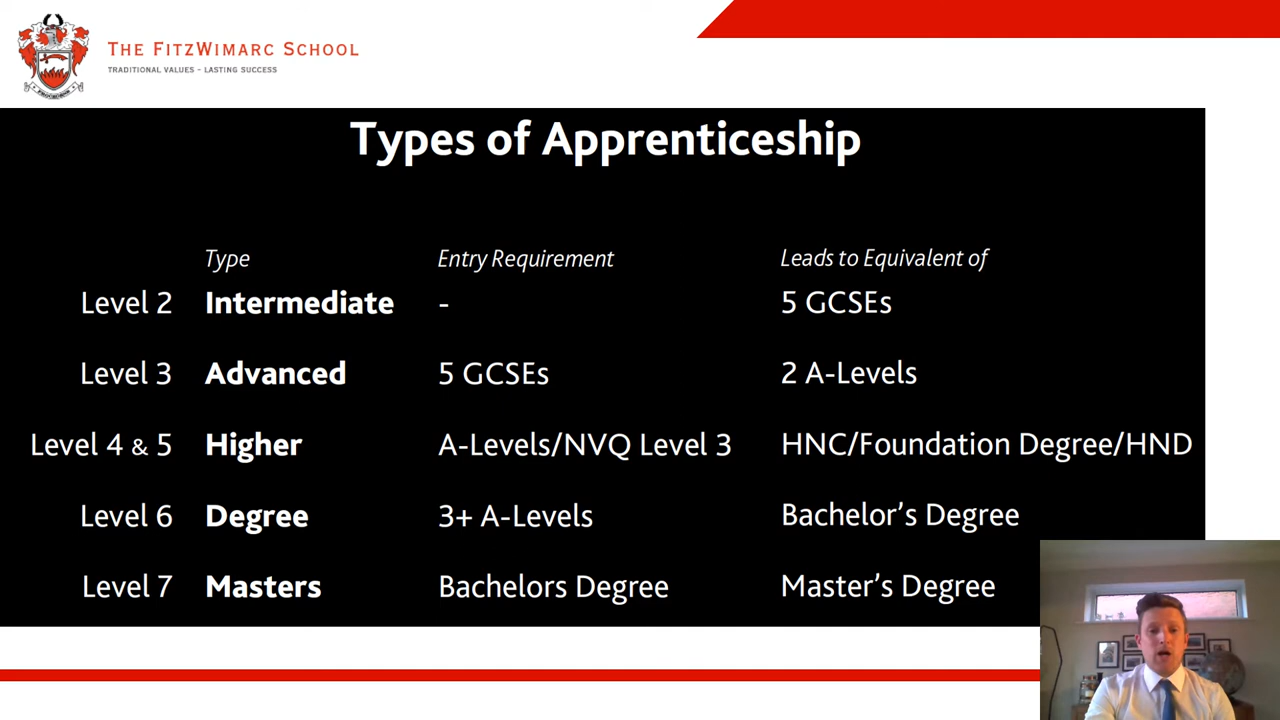 THE FITZWIMARC SCHOOL
TRADITIONAL VALUES - LASTING SUCCESS
Types of Apprenticeship
Type Entry Requirement Leads to Equivalent of
Level 2 Intermediate - 5 GCSEs
Level 3 Advanced 5 GCSEs 2 A-Levels
Level 4 & 5 Higher A-Levels/NVQ Level 3 HNC/Foundation Degree/HND
Level 6 Degree 3+ A-Levels Bachelor's Degree
Level 7 Masters Bachelors Degree Master's Degree